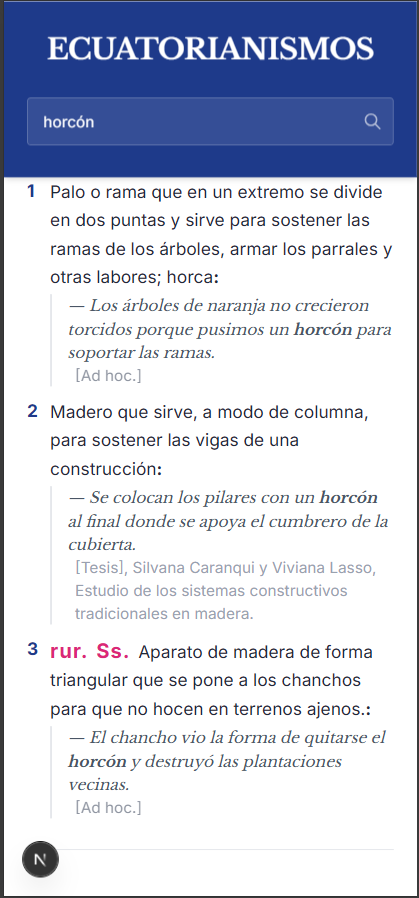 ECUATORIANISMOS
horcón
1 Palo o rama que en un extremo se divide
en dos puntas y sirve para sostener las
ramas de los árboles, armar los parrales y
otras labores; horca:
— Los árboles de naranja no crecieron
torcidos porque pusimos un horcón para
soportar las ramas.
[Ad hoc.]
2 Madero que sirve, a modo de columna,
para sostener las vigas de una
construcción:
— Se colocan los pilares con un horcón
al final donde se apoya el cumbrero de la
cubierta.
[Tesis], Silvana Caranqui y Viviana Lasso,
Estudio de los sistemas constructivos
tradicionales en madera.
3 rur. Ss. Aparato de madera de forma
triangular que se pone a los chanchos
para que no hocen en terrenos ajenos.:
— El chancho vio la forma de quitarse el
horcón y destruyó las plantaciones
vecinas.
[Ad hoc.]
N